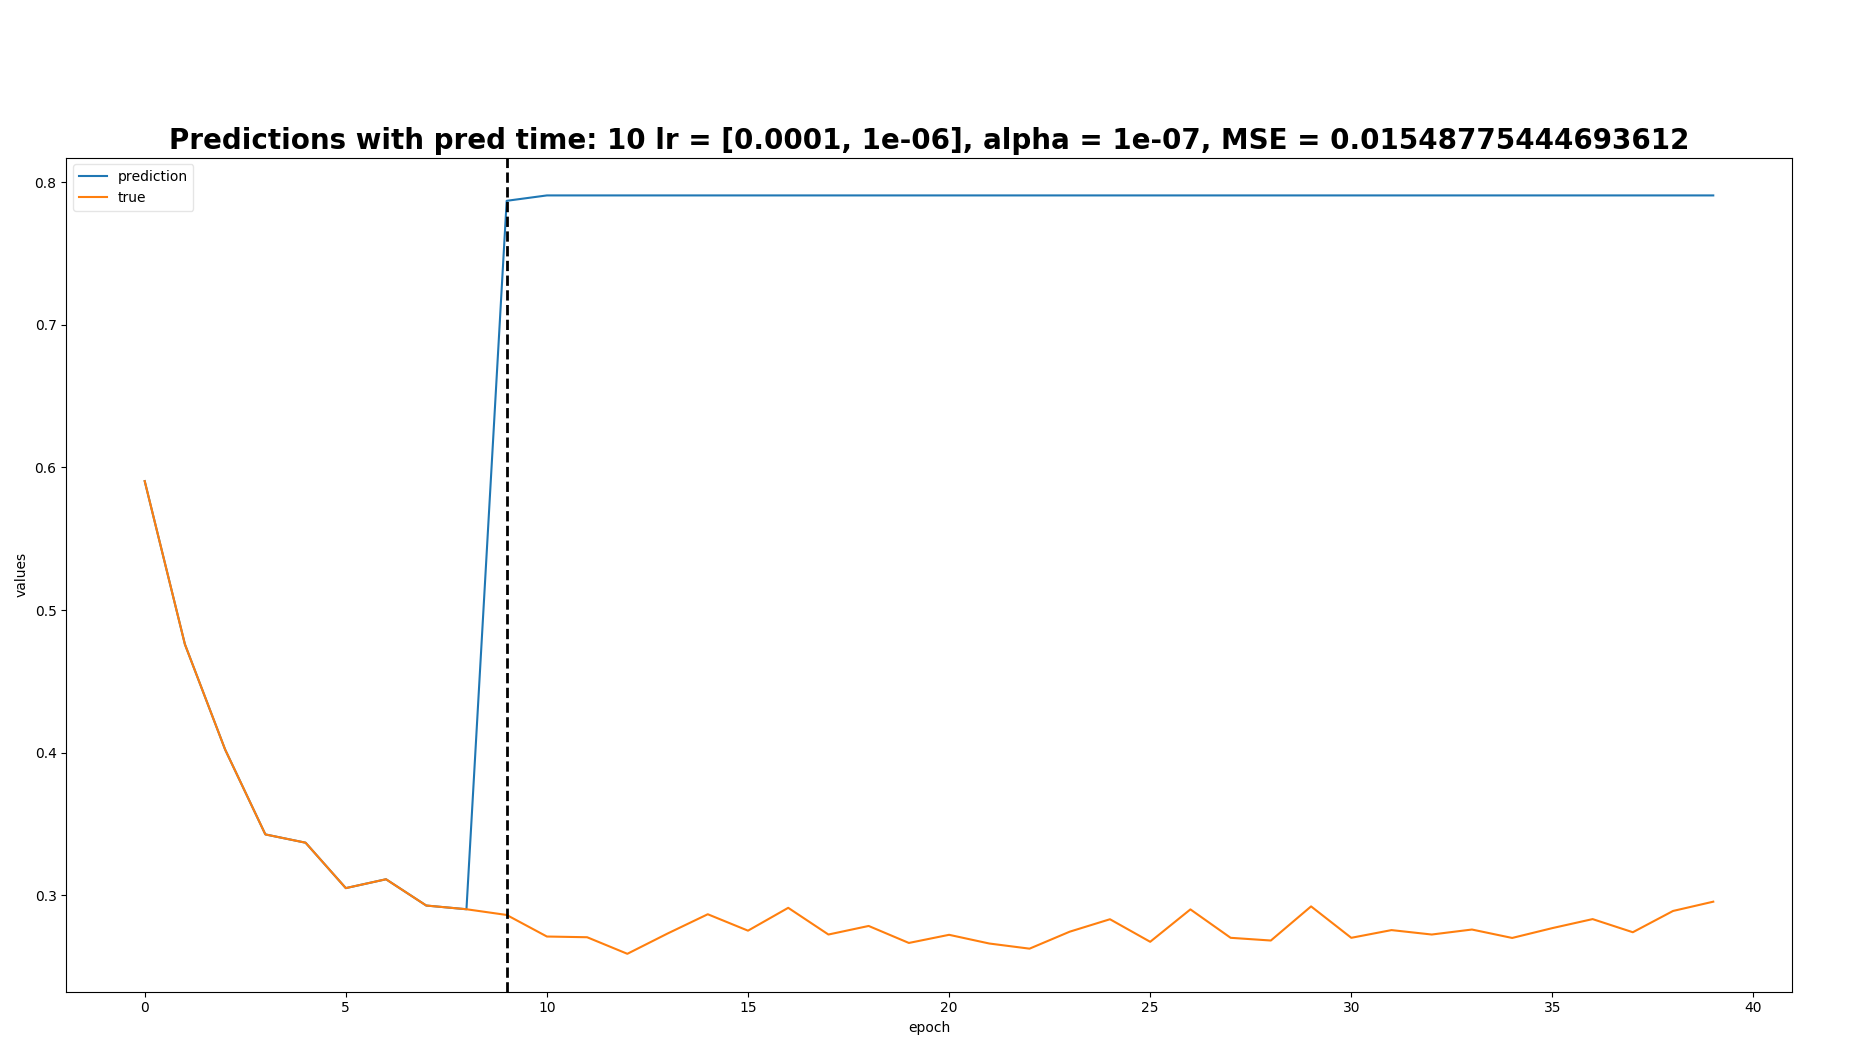 Predictions with pred time: 10 lr = [0.0001, 1e-06], alpha = 1e-07, MSE = 0.01548775444693612
prediction
true
0.8
0.7
0.6
0.5
0.4
0.3
values
0 5 10 15 20 25 30 35 40
epoch